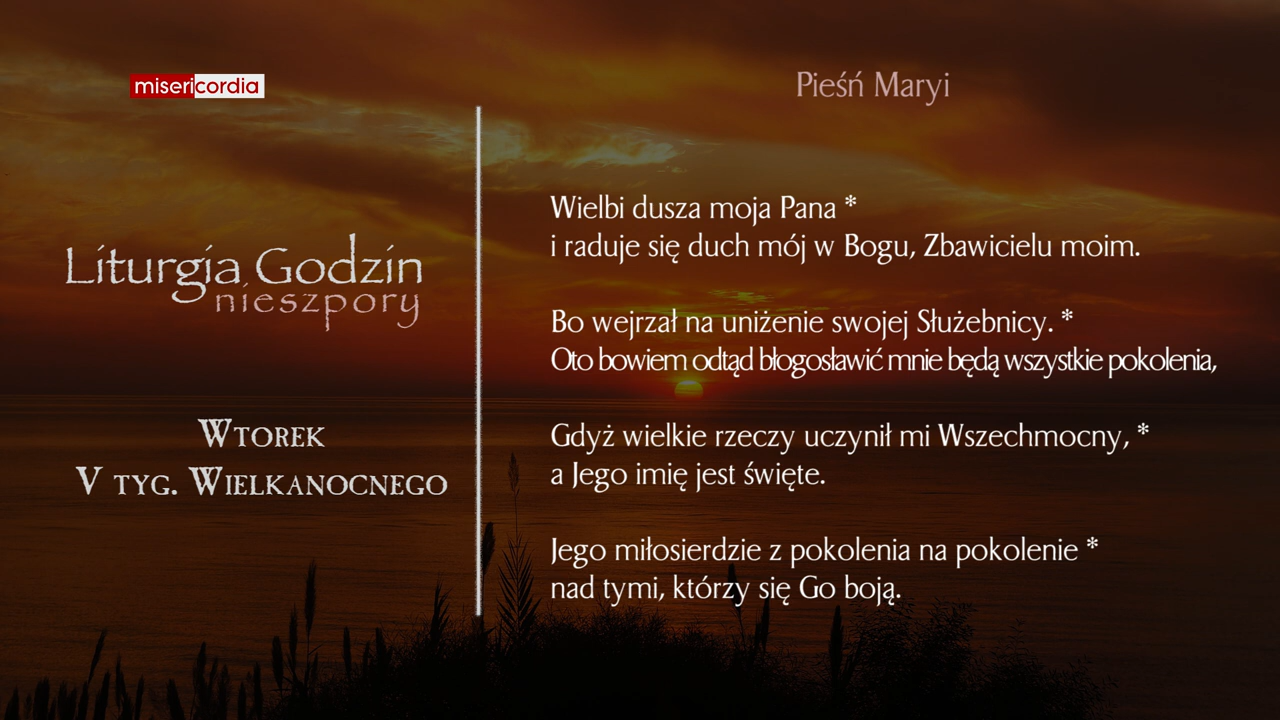 misericordia
Liturgia Godzin
nieszpory
Wtorek
V tyg. Wielkanocnego
Pieśń Maryi
Wielbi dusza moja Pana *
i raduje się duch mój w Bogu, Zbawicielu moim.
Bo wejrzał na uniżenie swojej Służebnicy. *
Oto bowiem odtąd błogosławić mnie będą wszystkie pokolenia,
Gdyż wielkie rzeczy uczynił mi Wszechmocny, *
a Jego imię jest święte.
Jego miłosierdzie z pokolenia na pokolenie *
nad tymi, którzy się Go boją.